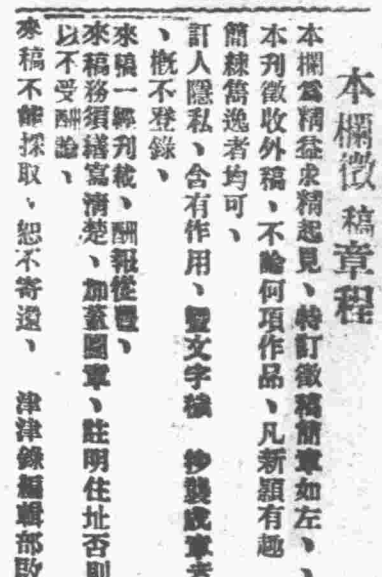 本欄徵稿章程
本欄爲精益求精起見、特訂徵稿簡章如左、
本刊徵收外稿、不論何項作品、凡新穎有趣
簡練雋逸者均可、
訐人隱私、含有作用、曁文字穢 抄襲成章者
、槪不登錄、
來稿一經刊載、酬報從豐、
來稿務須繕寫清楚、加蓋圖章、註明住址否則
以不受酬論、
來稿不能採取、恕不寄還、 津津錄編輯部啟